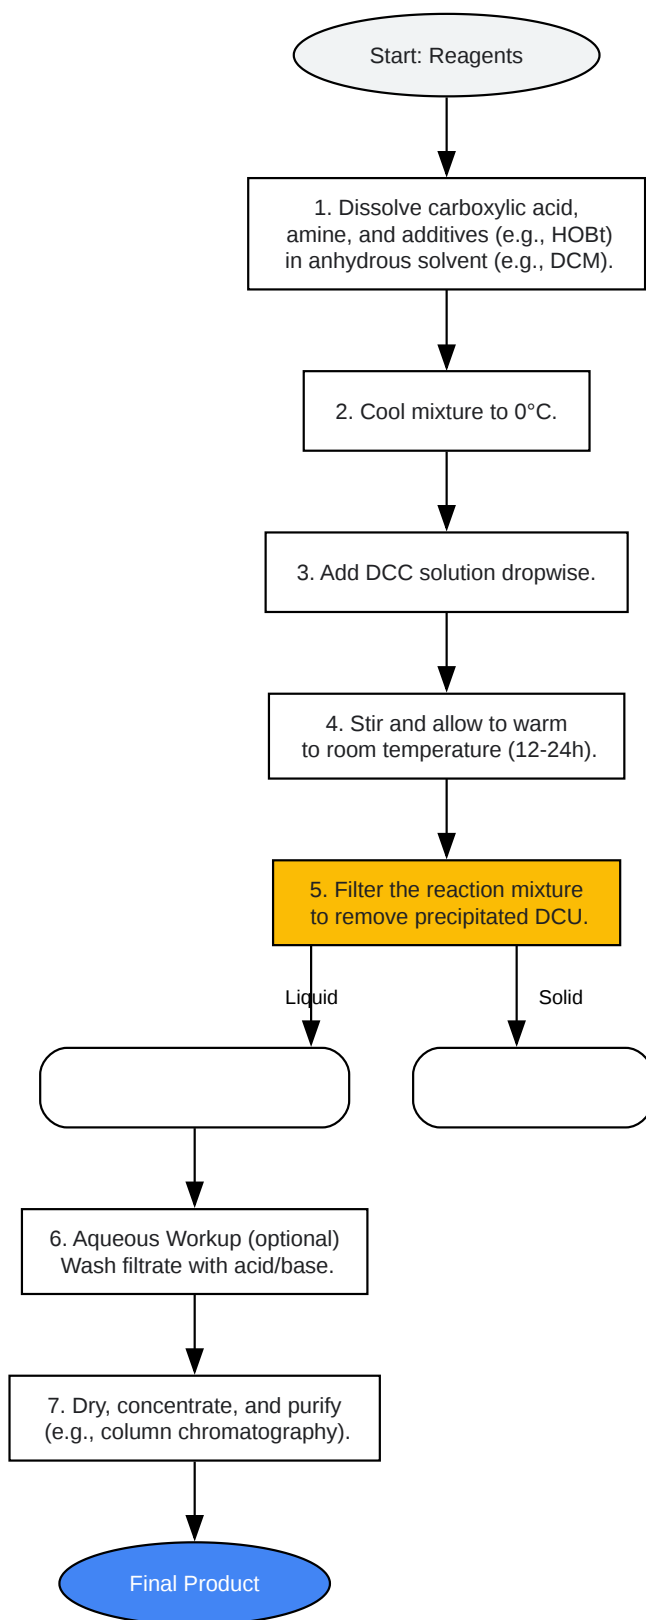 Start: Reagents
1. Dissolve carboxylic acid,
amine, and additives (e.g., HOBt)
in anhydrous solvent (e.g., DCM).
2. Cool mixture to 0°C.
3. Add DCC solution dropwise.
4. Stir and allow to warm
to room temperature (12-24h).
5. Filter the reaction mixture
to remove precipitated DCU.
Liquid
Solid
6. Aqueous Workup (optional)
Wash filtrate with acid/base.
7. Dry, concentrate, and purify
(e.g., column chromatography).
Final Product